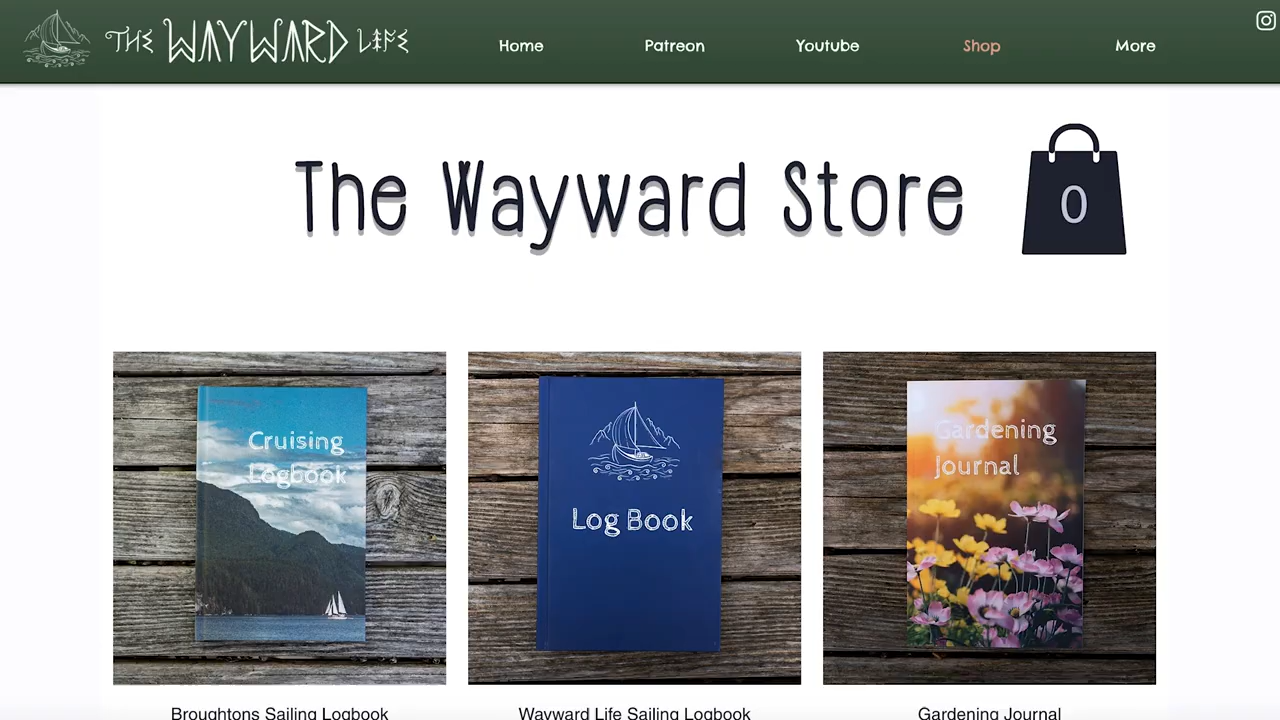 THE WAYWARD LIFE
Home
Patreon
Youtube
Shop
More
The Wayward Store
0
Cruising
Logbook
Log Book
Gardening
Journal
Broughtons Sailing Logbook
Wayward Life Sailing Logbook
Gardening Journal